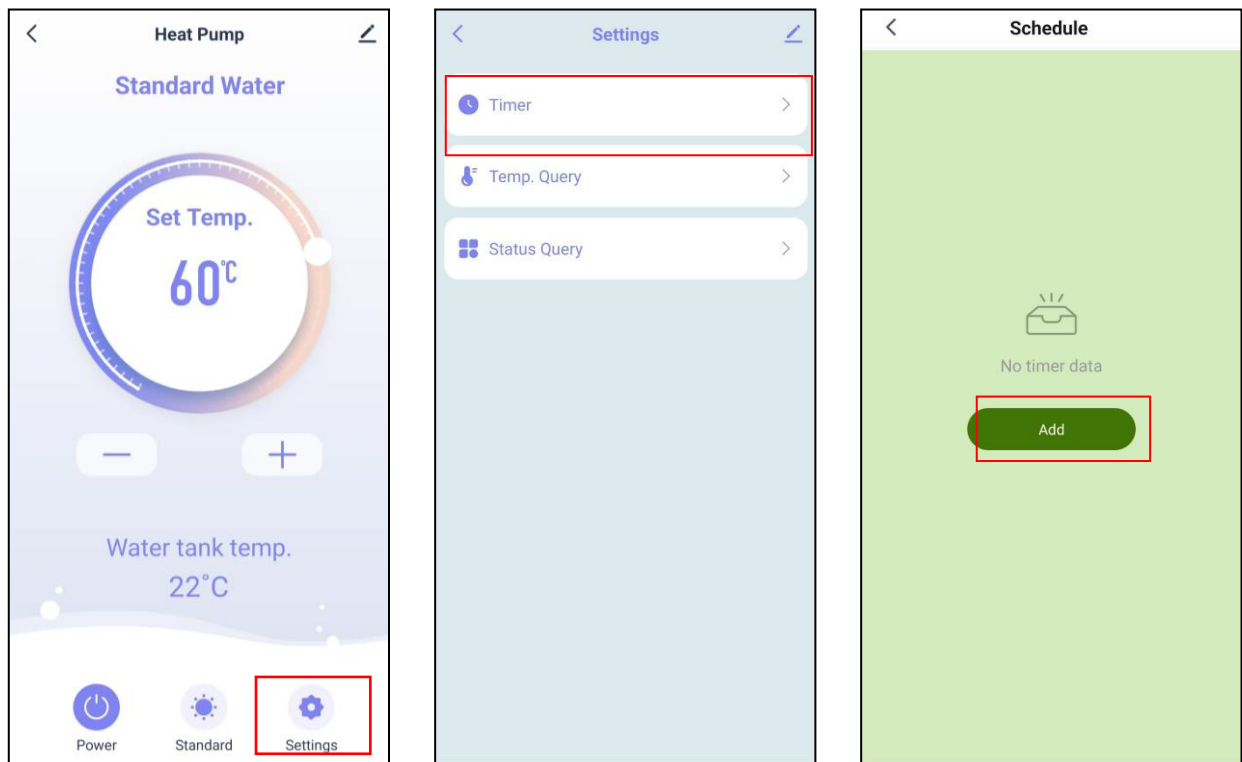 Heat Pump
Standard Water
Set Temp.
60°C
Water tank temp.
22°C
Power
Standard
Settings
Settings
Timer
Temp. Query
Status Query
Schedule
No timer data
Add